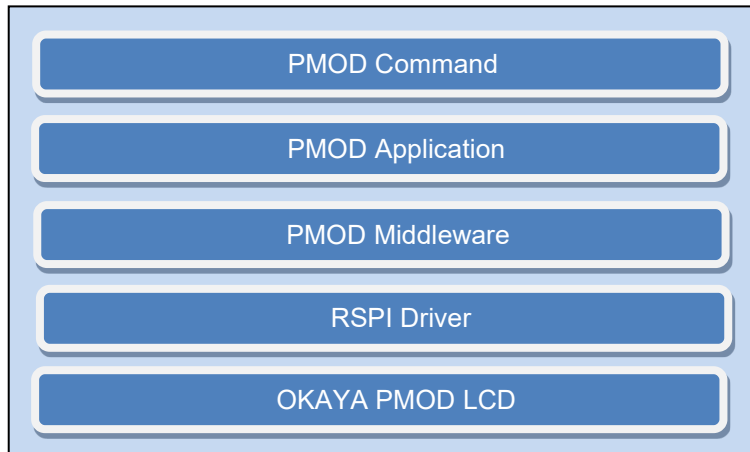 PMOD Command
PMOD Application
PMOD Middleware
RSPI Driver
OKAYA PMOD LCD